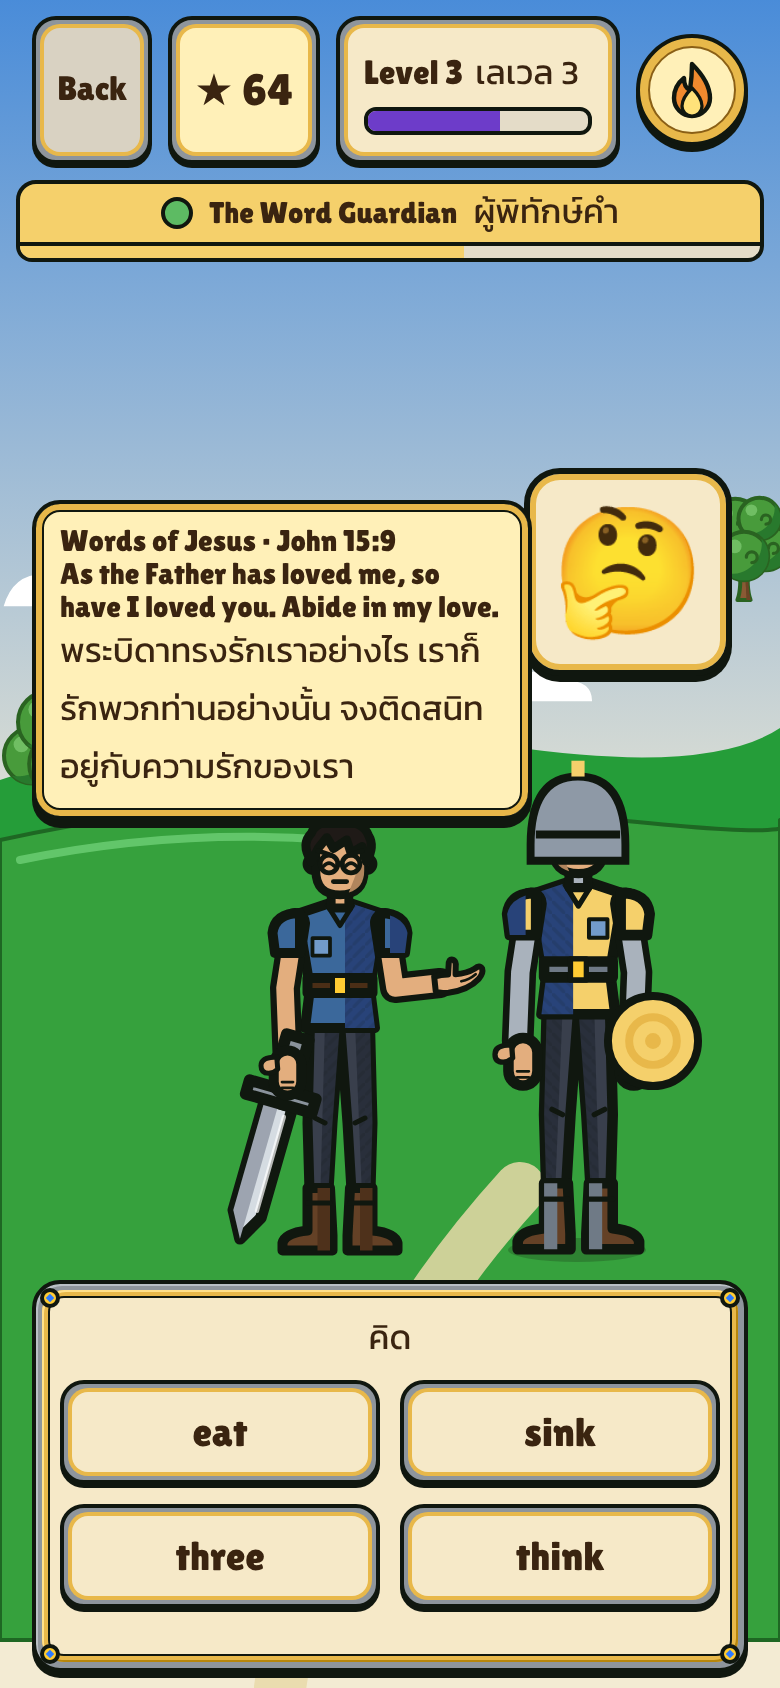 Back
★ 64
Level 3 เลเวล 3
The Word Guardian ผู้พิทักษ์คำ
Words of Jesus · John 15:9
As the Father has loved me, so
have I loved you. Abide in my love.
พระบิดาทรงรักเราอย่างไร เราก็
รักพวกท่านอย่างนั้น จงติดสนิท
อยู่กับความรักของเรา
คิด
eat
sink
three
think